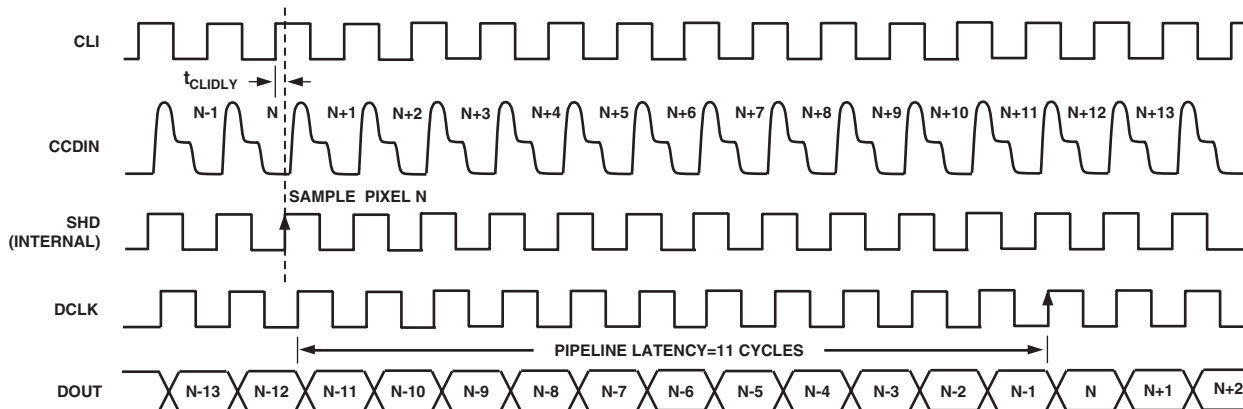 CLI
tCLIDLY
N-1 N N+1 N+2 N+3 N+4 N+5 N+6 N+7 N+8 N+9 N+10 N+11 N+12 N+13
CCDIN
SAMPLE PIXEL N
SHD
(INTERNAL)
DCLK
PIPELINE LATENCY=11 CYCLES
DOUT N-13 N-12 N-11 N-10 N-9 N-8 N-7 N-6 N-5 N-4 N-3 N-2 N-1 N N+1 N+2